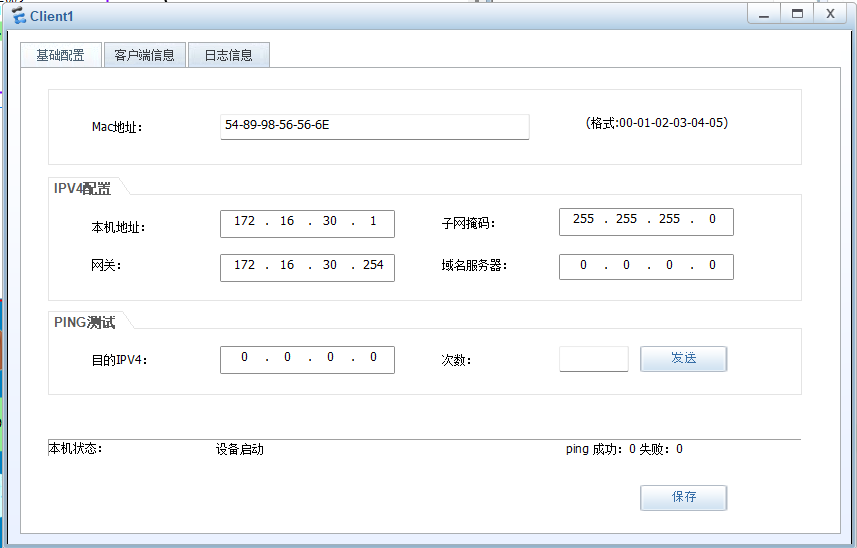 Client1
基础配置 客户端信息 日志信息
Mac地址: 54-89-98-56-56-6E (格式:00-01-02-03-04-05)
IPV4配置
本机地址: 172 . 16 . 30 . 1 子网掩码: 255 . 255 . 255 . 0
网关: 172 . 16 . 30 . 254 域名服务器: 0 . 0 . 0 . 0
PING测试
目的IPV4: 0 . 0 . 0 . 0 次数: 发送
本机状态: 设备启动 ping 成功: 0 失败: 0
保存